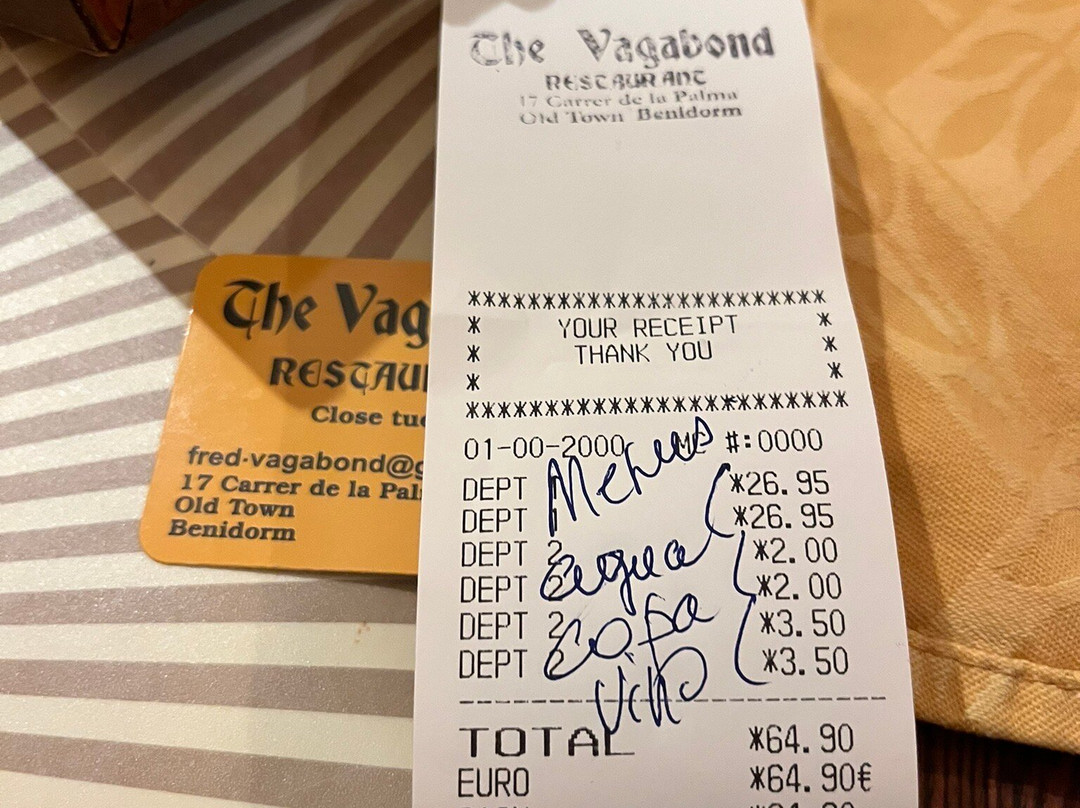 The Vagabond
RESTAURANT
17 Carrer de la Palma
Old Town Benidorm
************************
* YOUR RECEIPT *
* THANK YOU *
* *
*************************
01-00-2000 #:0000
DEPT *26.95
DEPT *26.95
DEPT 2 *2.00
DEPT 2 *2.00
DEPT 2 *3.50
DEPT 2 *3.50
Menus
agua
copa
vino
TOTAL *64.90
EURO *64.90€
The Vag
RESTAU
Close tue
fred-vagabond@g
17 Carrer de la Pal
Old Town
Benidorm